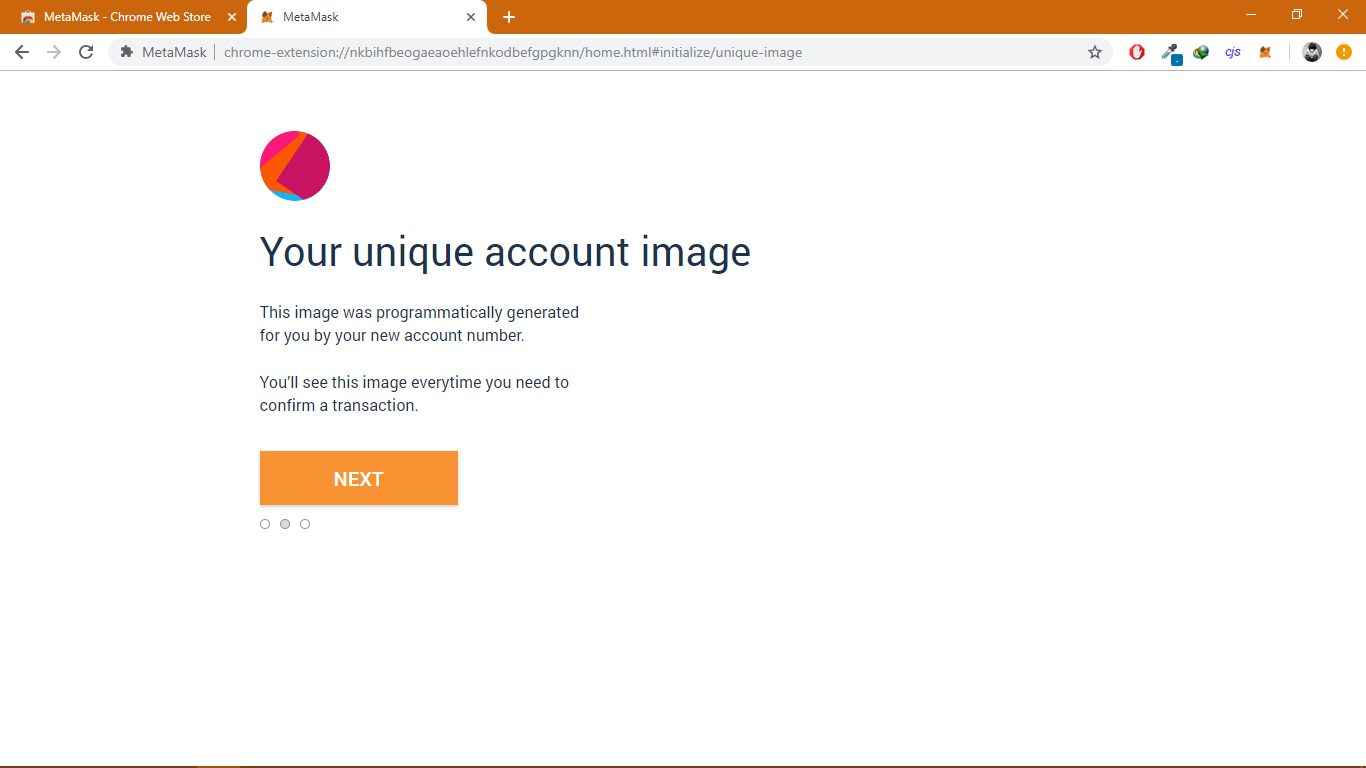 MetaMask - Chrome Web Store
MetaMask
MetaMask
chrome-extension://nkbihfbeogaeaoehlefnkodbefgpgknn/home.html#initialize/unique-image
cjs
Your unique account image
This image was programmatically generated
for you by your new account number.
You’ll see this image everytime you need to
confirm a transaction.
NEXT